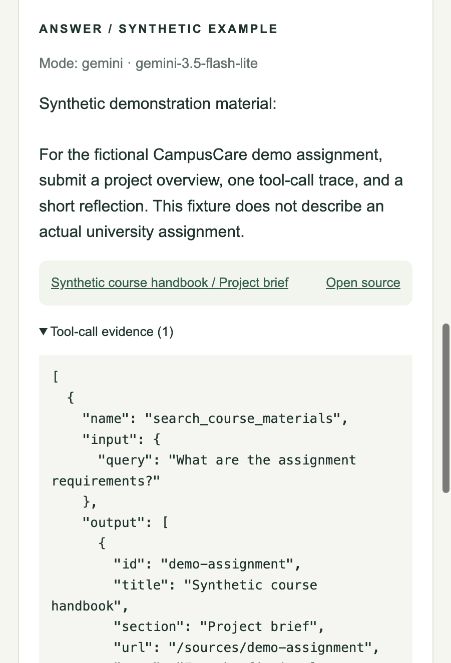 ANSWER / SYNTHETIC EXAMPLE
Mode: gemini · gemini-3.5-flash-lite
Synthetic demonstration material:
For the fictional CampusCare demo assignment,
submit a project overview, one tool-call trace, and a
short reflection. This fixture does not describe an
actual university assignment.
Synthetic course handbook / Project brief Open source
▼ Tool-call evidence (1)
[
  {
    "name": "search_course_materials",
    "input": {
      "query": "What are the assignment
requirements?"
    },
    "output": [
      {
        "id": "demo-assignment",
        "title": "Synthetic course
handbook",
        "section": "Project brief",
        "url": "/sources/demo-assignment",